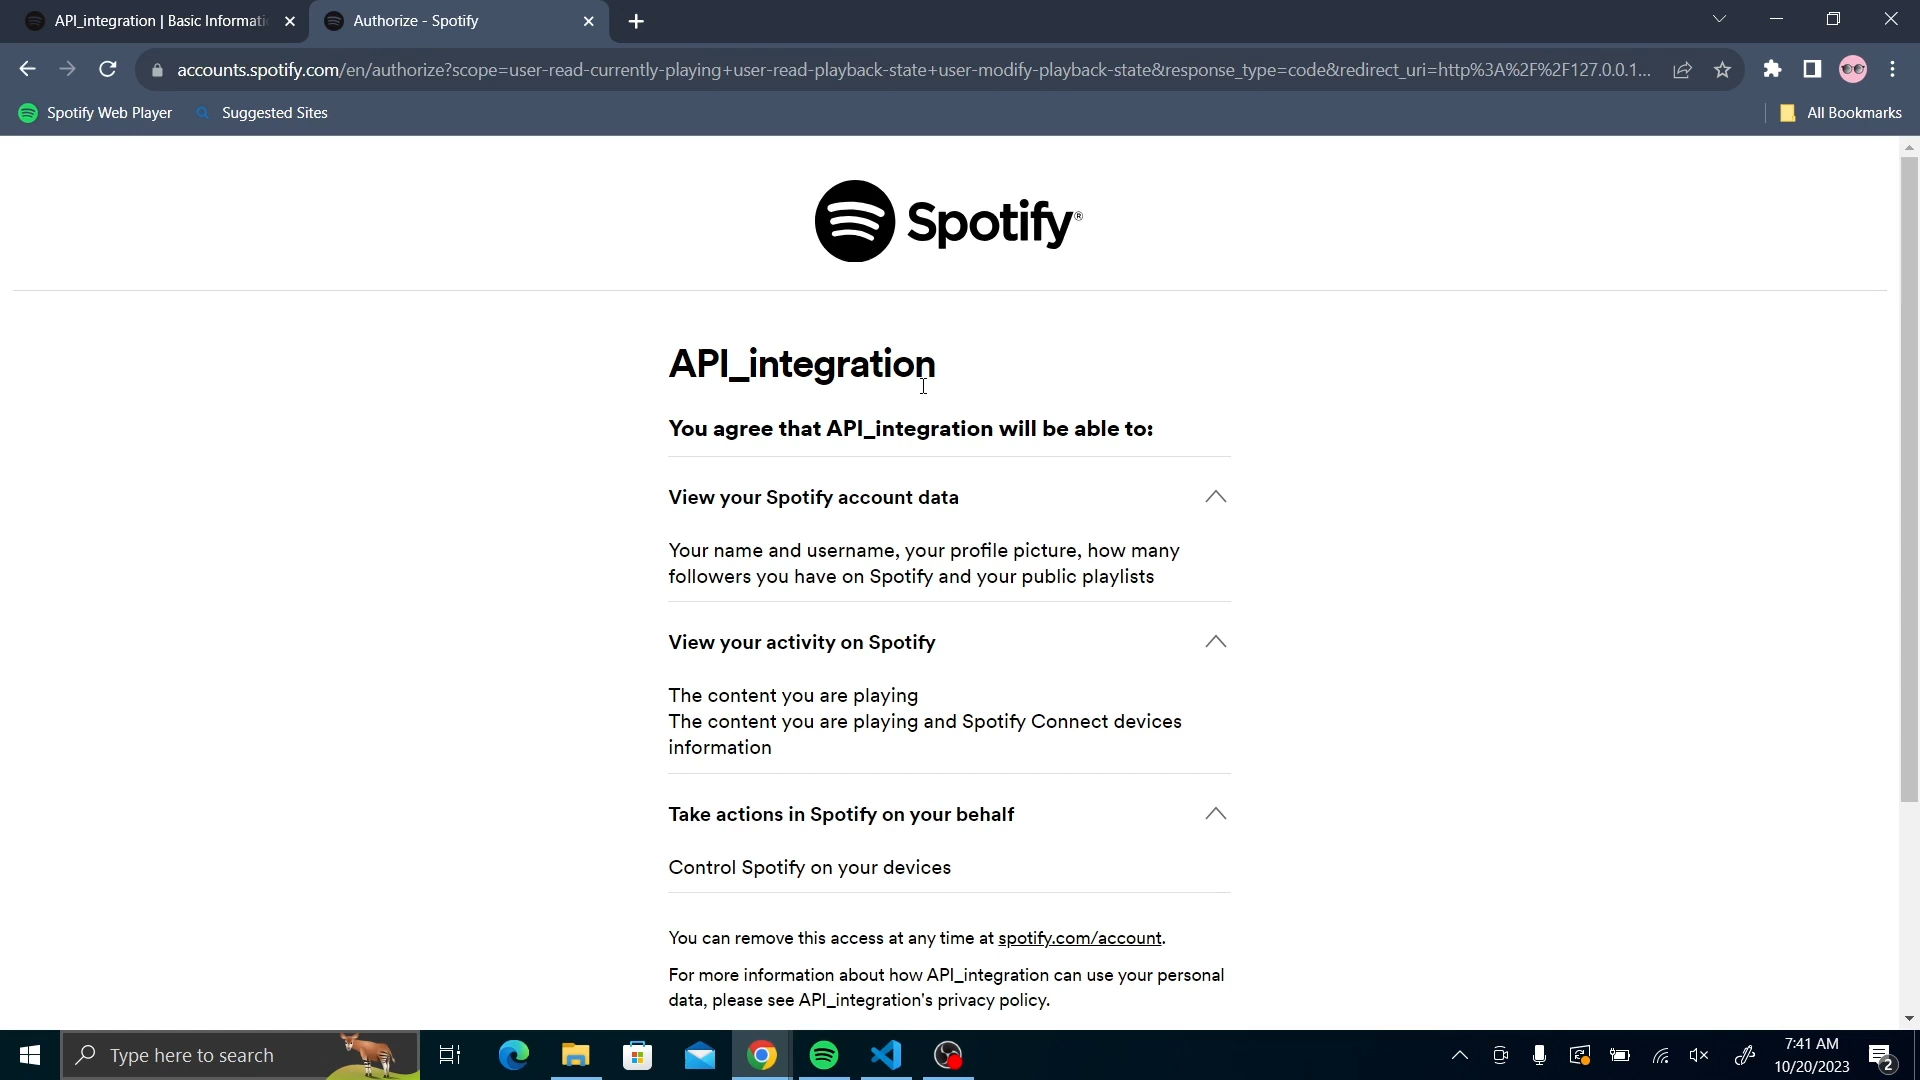 API_integration | Basic Informati
Authorize - Spotify
accounts.spotify.com/en/authorize?scope=user-read-currently-playing+user-read-playback-state+user-modify-playback-state&response_type=code&redirect_uri=http%3A%2F%2F127.0.0.1...
Spotify Web Player
Suggested Sites
All Bookmarks
Spotify®
API_integration
You agree that API_integration will be able to:
View your Spotify account data
Your name and username, your profile picture, how many
followers you have on Spotify and your public playlists
View your activity on Spotify
The content you are playing
The content you are playing and Spotify Connect devices
information
Take actions in Spotify on your behalf
Control Spotify on your devices
You can remove this access at any time at spotify.com/account.
For more information about how API_integration can use your personal
data, please see API_integration's privacy policy.
Type here to search
7:41 AM
10/20/2023
2